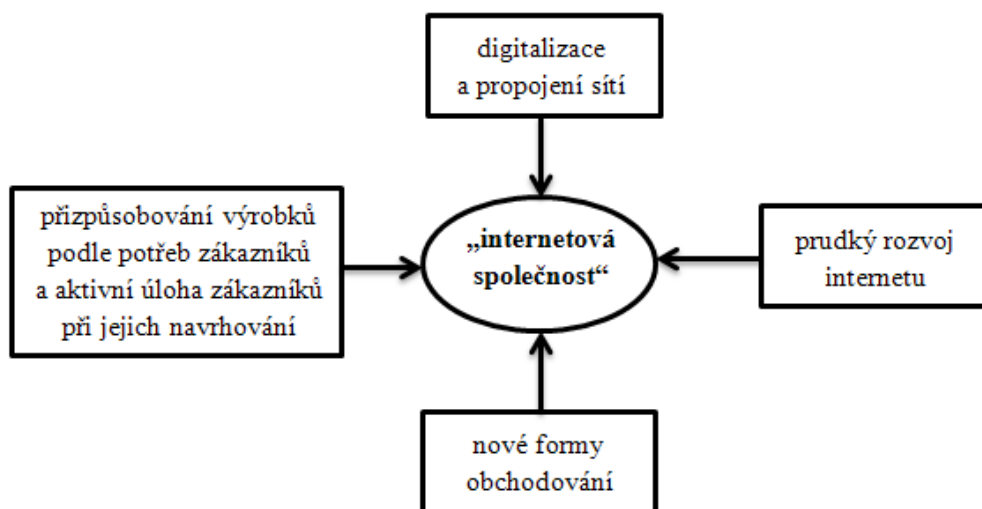 digitalizace
a propojení sítí
přizpůsobování výrobků
podle potřeb zákazníků
a aktivní úloha zákazníků
při jejich navrhování
„internetová
společnost“
prudký rozvoj
internetu
nové formy
obchodování